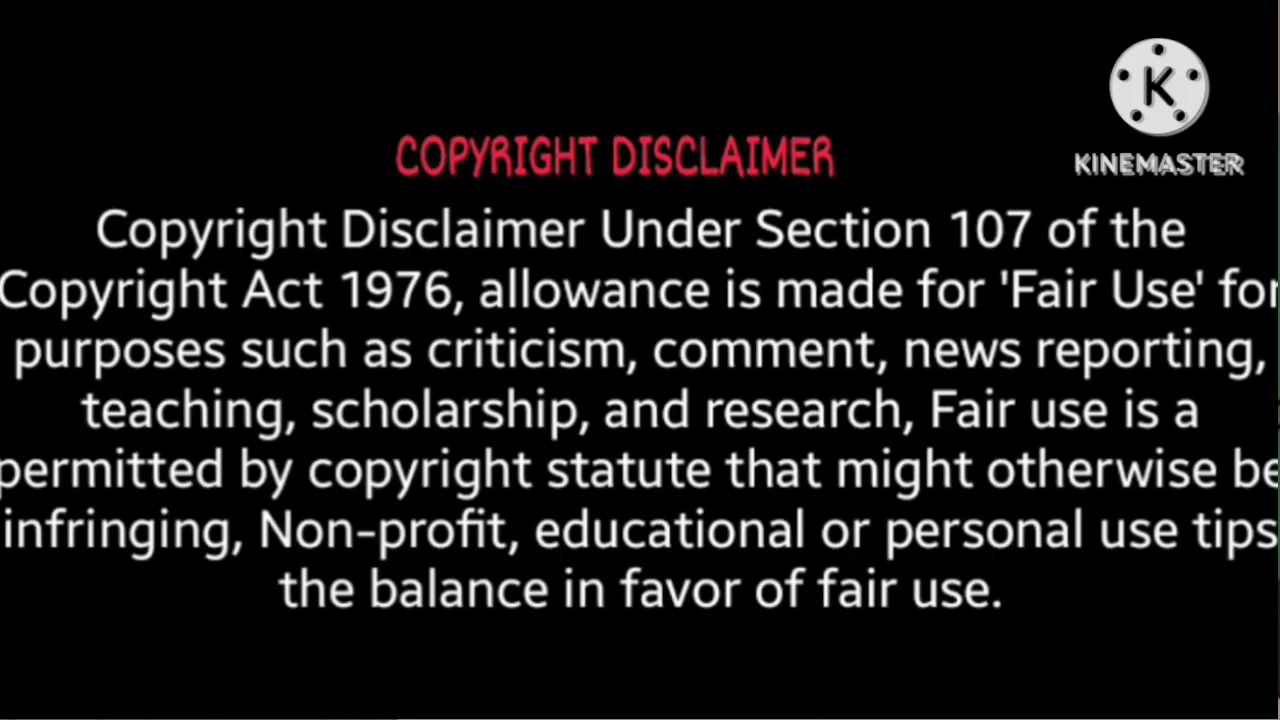 K
KINEMASTER
COPYRIGHT DISCLAIMER
Copyright Disclaimer Under Section 107 of the
Copyright Act 1976, allowance is made for 'Fair Use' for
purposes such as criticism, comment, news reporting,
teaching, scholarship, and research, Fair use is a
permitted by copyright statute that might otherwise be
infringing, Non-profit, educational or personal use tips
the balance in favor of fair use.